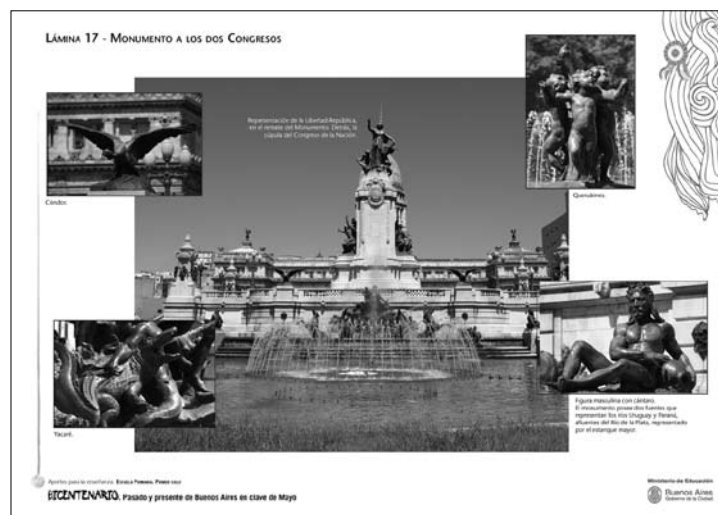 LÁMINA 17 - MONUMENTO A LOS DOS CONGRESOS
Representación de la Libertad-República,
en el remate del Monumento. Detrás, la
cúpula del Congreso de la Nación.
Cóndor.
Querubines.
Yacaré.
Figura masculina con cántaro.
El monumento posee dos fuentes que
representan los ríos Uruguay y Paraná,
afluentes del Río de la Plata, representado
por el estanque mayor.
Aportes para la enseñanza. ESCUELA PRIMARIA. PRIMER CICLO
BICENTENARIO. Pasado y presente de Buenos Aires en clave de Mayo
Ministerio de Educación
Buenos Aires
Gobierno de la Ciudad